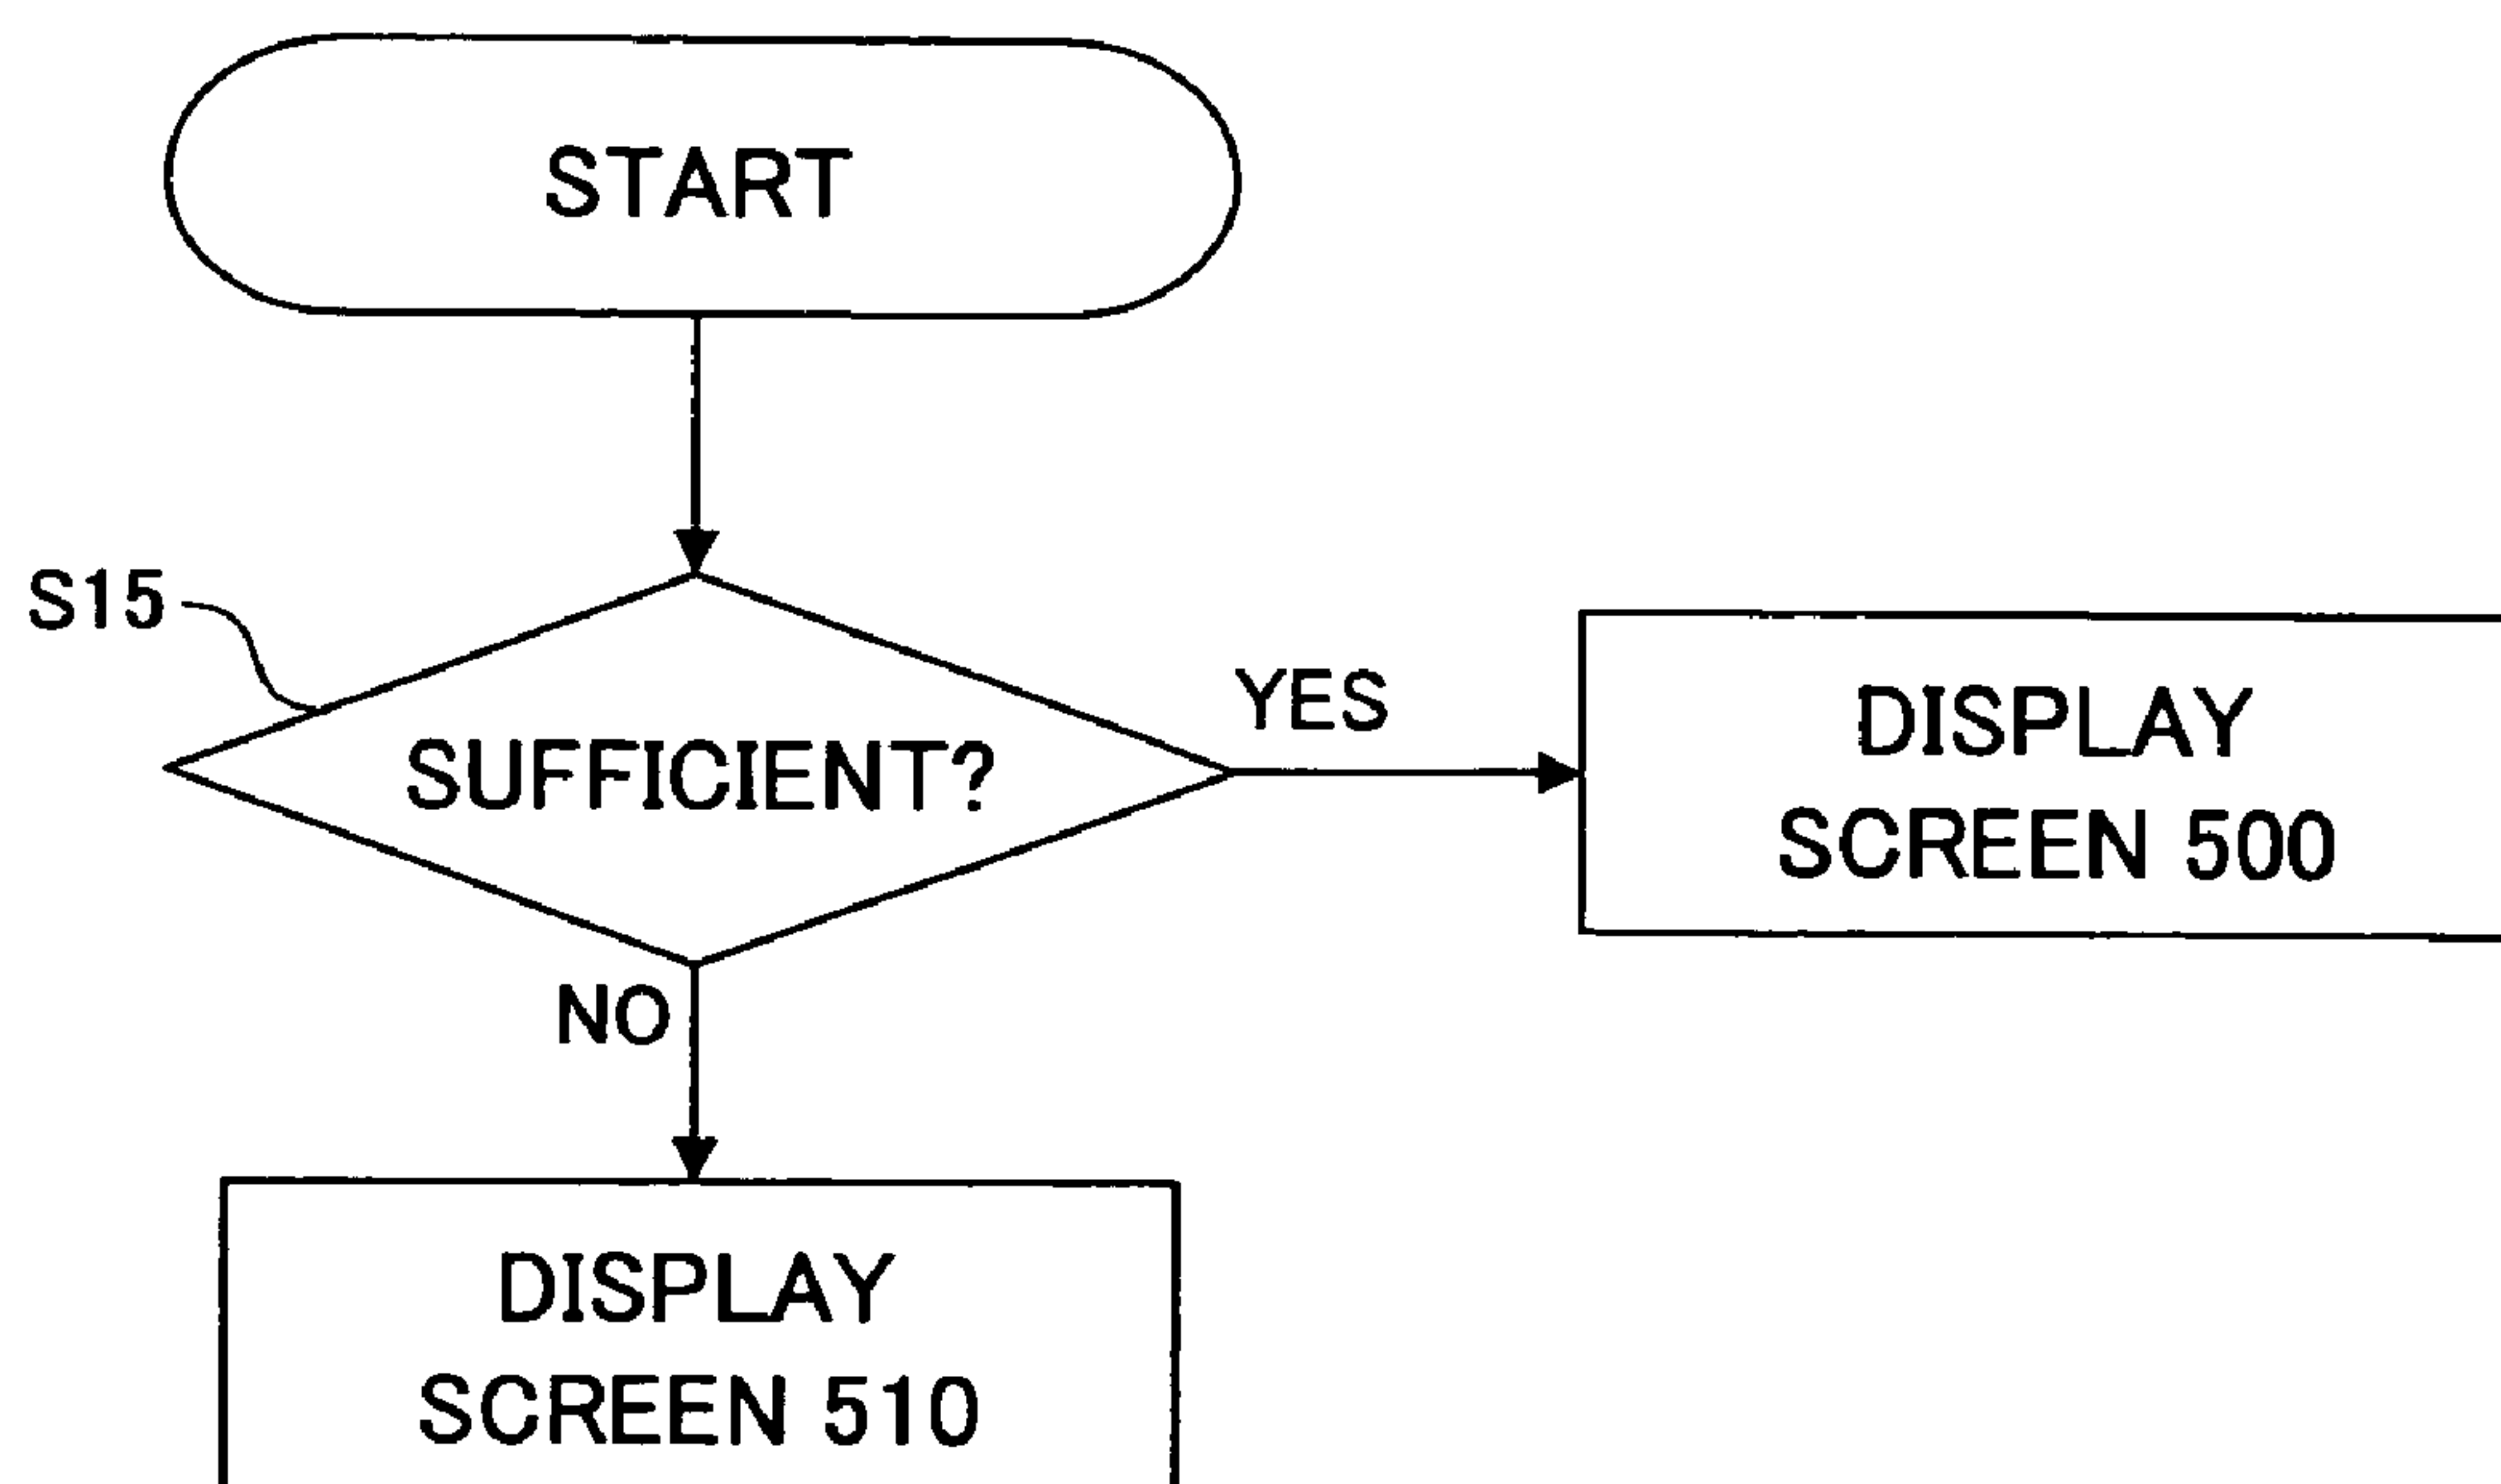 START
S15
SUFFICIENT?
YES
DISPLAY
SCREEN 500
NO
DISPLAY
SCREEN 510